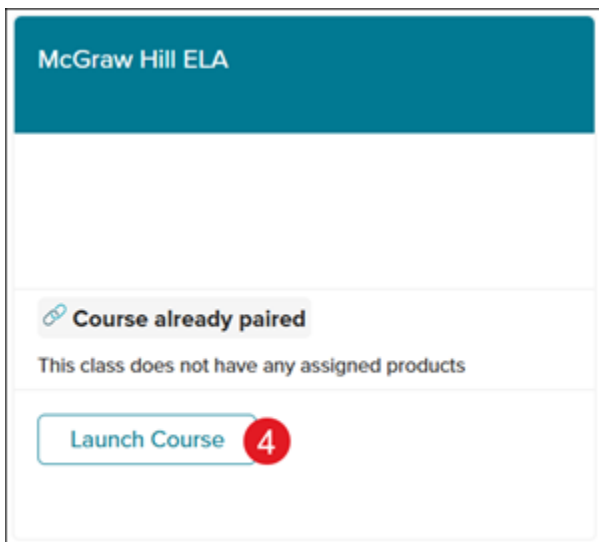 McGraw Hill ELA
Course already paired
This class does not have any assigned products
Launch Course 4